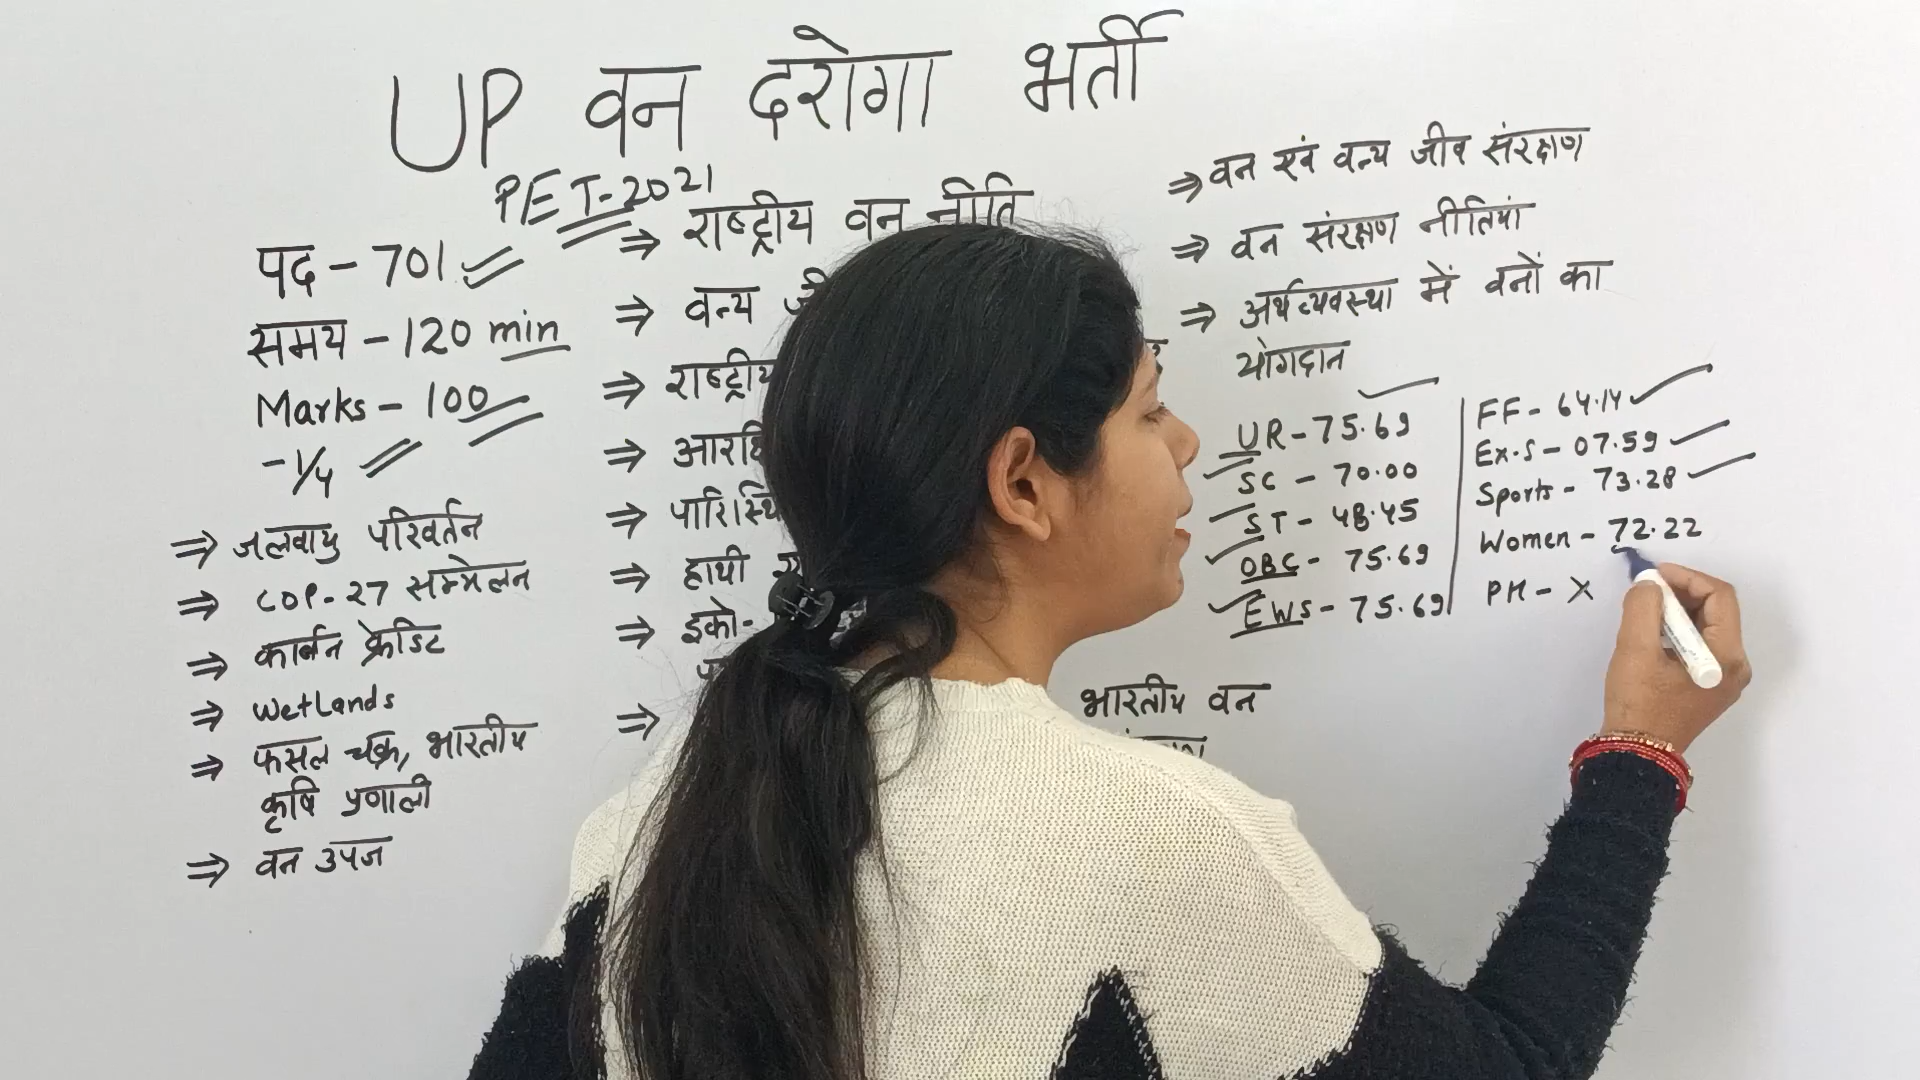 UP वन दरोगा भर्ती
PET-2021
पद - 701
समय - 120 min
Marks - 100
- 1/4
⇒ जलवायु परिवर्तन
⇒ COP-27 सम्मेलन
⇒ कार्बन क्रेडिट
⇒ Wetlands
⇒ फसल चक्र, भारतीय
कृषि प्रणाली
⇒ वन उपज
⇒ राष्ट्रीय वन नीति
⇒ वन्य
⇒ राष्ट्रीय
⇒
⇒
⇒ हाथी
⇒ इको-
⇒ भारतीय वन
⇒ वन एवं वन्य जीव संरक्षण
⇒ वन संरक्षण नीतियां
⇒ अर्थव्यवस्था में वनों का
योगदान
UR - 75.69
SC - 70.00
ST - 48.45
OBC - 75.69
EWS - 75.69
FF - 64.14
Ex.S - 07.59
Sports - 73.28
Women - 72.22
PH - X